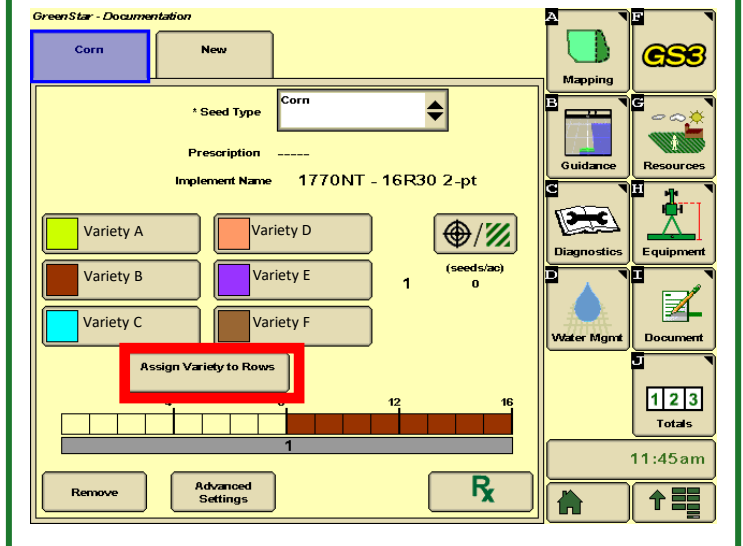 GreenStar - Documentation
Corn
New
* Seed Type
Corn
Prescription -----
Implement Name 1770NT - 16R30 2-pt
Variety A
Variety D
Variety B
Variety E
Variety C
Variety F
1
(seeds/ac)
0
Assign Variety to Rows
12
16
1
Remove
Advanced
Settings
Rx
A
Mapping
F
GS3
B
Guidance
G
Resources
C
Diagnostics
H
Equipment
D
Water Mgmt
I
Document
J
1 2 3
Totals
11:45am